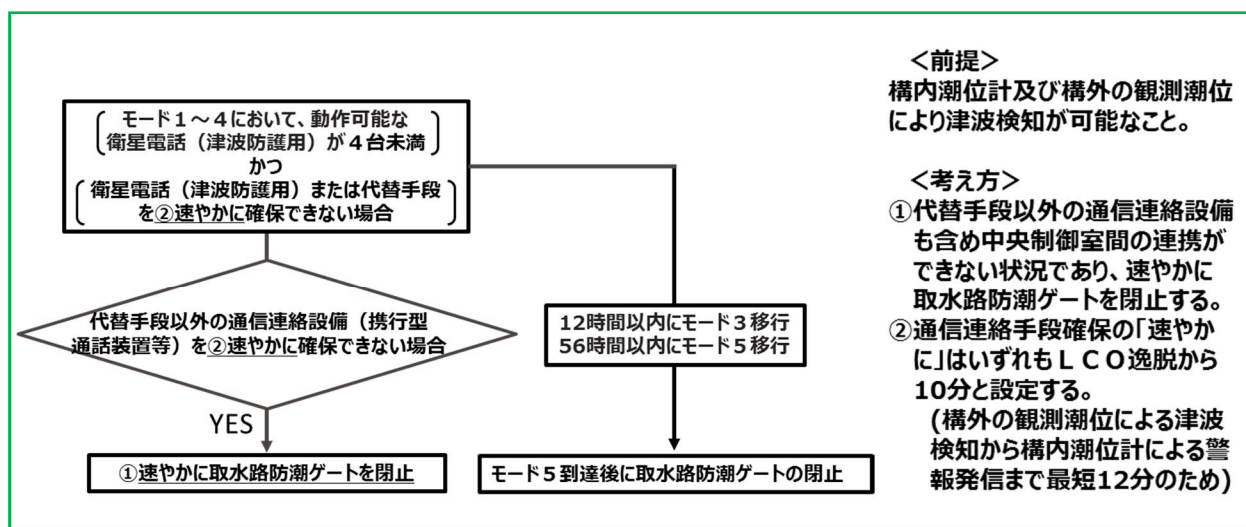 モード１～４において、動作可能な
衛星電話（津波防護用）が４台未満
かつ
衛星電話（津波防護用）または代替手段
を②速やかに確保できない場合
代替手段以外の通信連絡設備（携行型
通話装置等）を②速やかに確保できない場合
YES
①速やかに取水路防潮ゲートを閉止
12時間以内にモード３移行
56時間以内にモード５移行
モード５到達後に取水路防潮ゲートの閉止
＜前提＞
構内潮位計及び構外の観測潮位
により津波検知が可能なこと。
＜考え方＞
①代替手段以外の通信連絡設備
も含め中央制御室間の連携が
できない状況であり、速やかに
取水路防潮ゲートを閉止する。
②通信連絡手段確保の「速やか
に」はいずれもＬＣＯ逸脱から
10分と設定する。
(構外の観測潮位による津波
検知から構内潮位計による警
報発信まで最短12分のため)